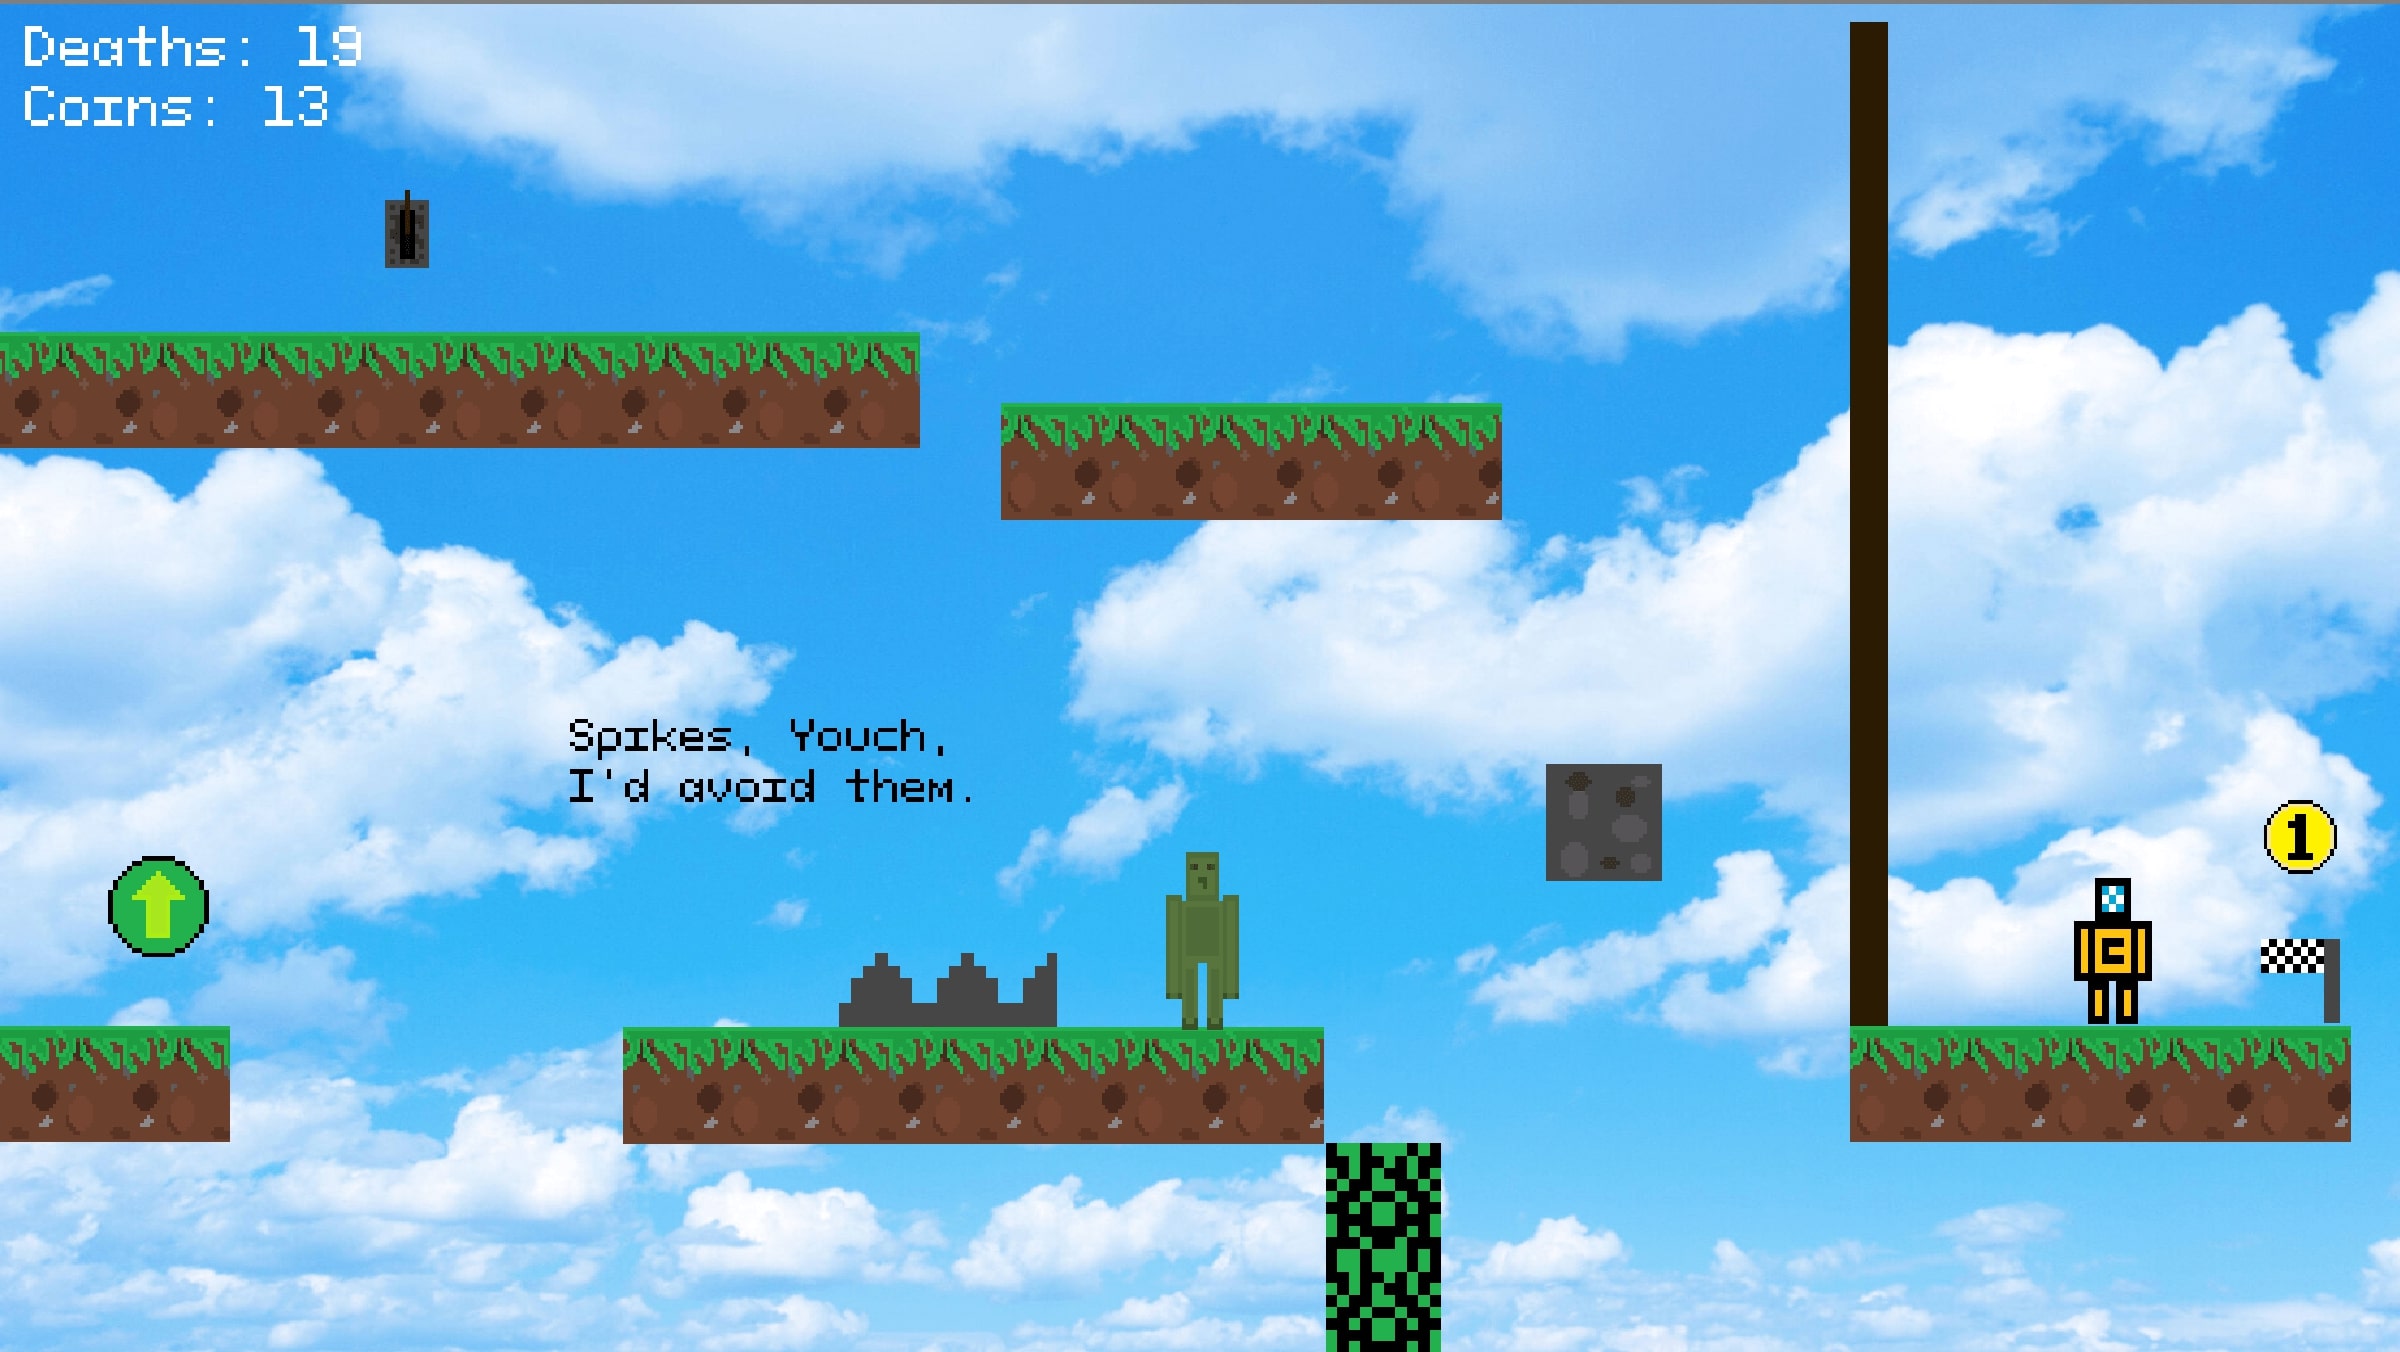 Deaths: 19
Coins: 13
Spikes, Youch,
I'd avoid them.
1
C